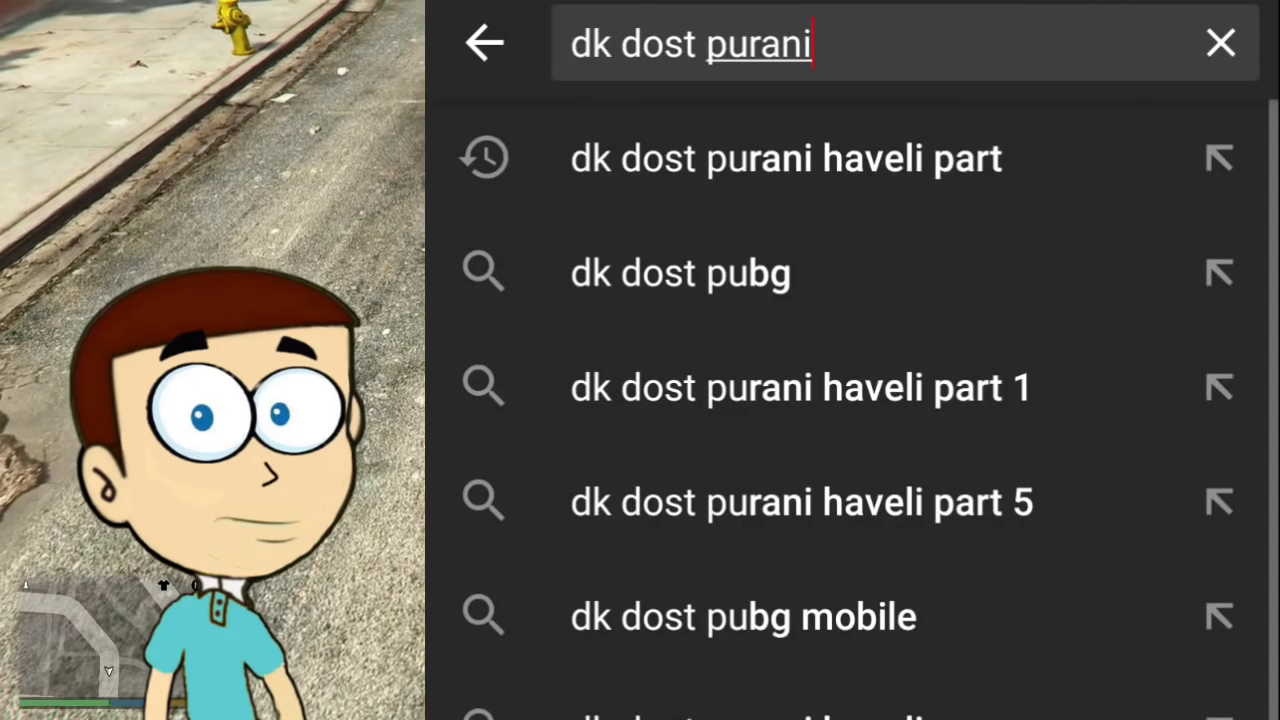 dk dost purani
dk dost purani haveli part
dk dost pubg
dk dost purani haveli part 1
dk dost purani haveli part 5
dk dost pubg mobile